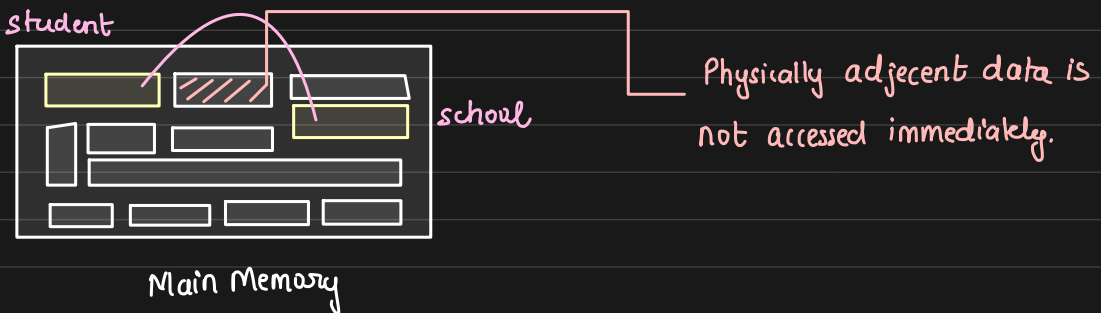 student
Physically adjecent data is
school
not accessed immediately.
Main Memory